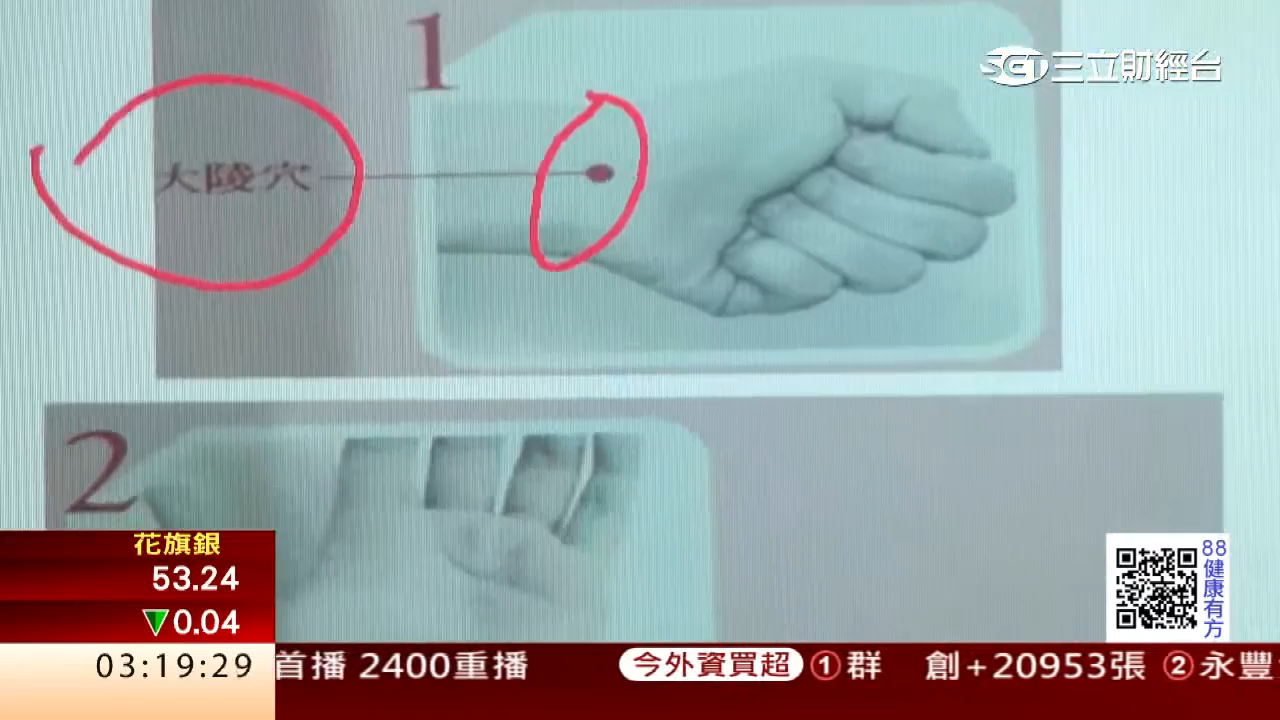 1
SET三立財經台
大陵穴
2
花旗銀
53.24
▼0.04
88健康有方
03:19:29
首播 2400重播
今外資買超 ①群 創+20953張 ②永豐